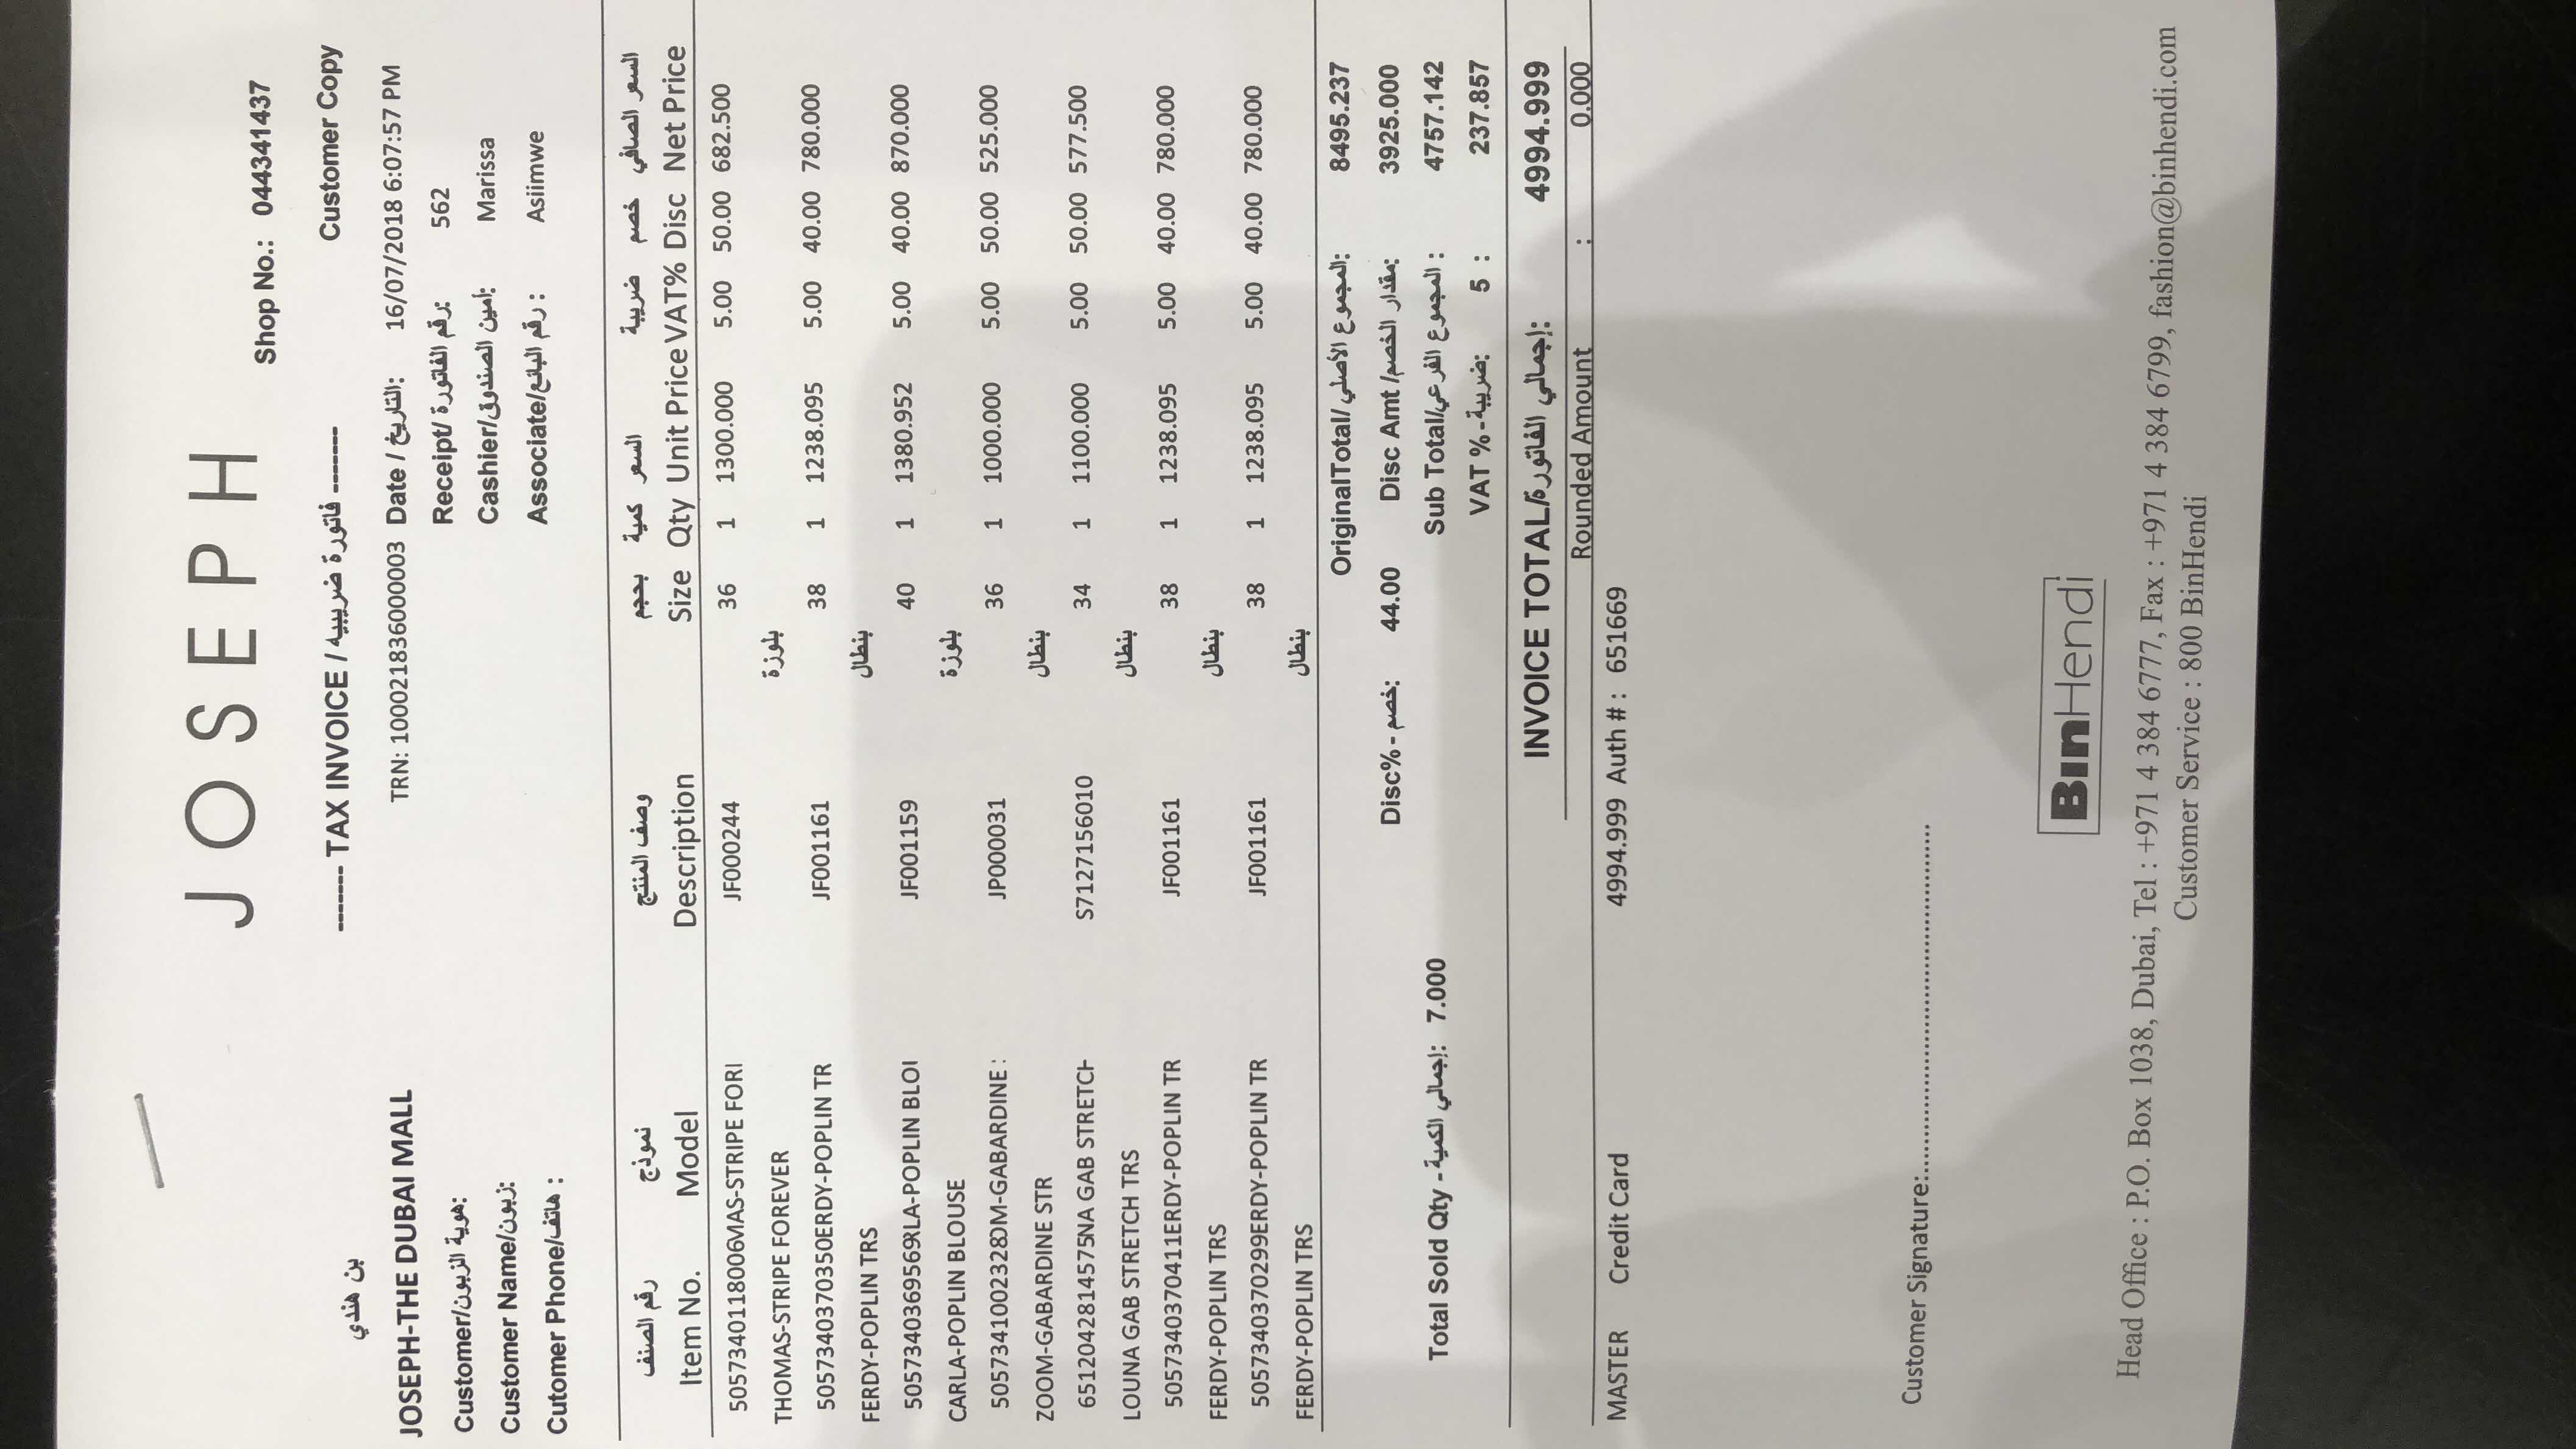 JOSEPH
Shop No.: 044341437
------- TAX INVOICE / فاتورة ضريبيه -------
Customer Copy
بن هندي
JOSEPH-THE DUBAI MALL
TRN: 100021836000003 Date / التاريخ: 16/07/2018 6:07:57 PM
Customer/هوية الزبون:
Receipt/ رقم الفاتورة: 562
Customer Name/زبون:
Cashier/أمين الصندوق: Marissa
Cutomer Phone/هاتف :
Associate/رقم البائع : Asiimwe
رقم الصنف نموذج وصف المنتج بحجم كمية السعر ضريبة خصم السعر الصافي
Item No. Model Description Size Qty Unit Price VAT% Disc Net Price
5057340118006MAS-STRIPE FORI JF000244 36 1 1300.000 5.00 50.00 682.500
THOMAS-STRIPE FOREVER بلوزة
5057340370350ERDY-POPLIN TR JF001161 38 1 1238.095 5.00 40.00 780.000
FERDY-POPLIN TRS بنطال
5057340369569RLA-POPLIN BLOI JF001159 40 1 1380.952 5.00 40.00 870.000
CARLA-POPLIN BLOUSE بلوزة
5057341002328OM-GABARDINE : JP000031 36 1 1000.000 5.00 50.00 525.000
ZOOM-GABARDINE STR بنطال
6512042814575NA GAB STRETCH S7127156010 34 1 1100.000 5.00 50.00 577.500
LOUNA GAB STRETCH TRS بنطال
5057340370411ERDY-POPLIN TR JF001161 38 1 1238.095 5.00 40.00 780.000
FERDY-POPLIN TRS بنطال
5057340370299ERDY-POPLIN TR JF001161 38 1 1238.095 5.00 40.00 780.000
FERDY-POPLIN TRS بنطال
OriginalTotal/ المجموع الأصلي: 8495.237
Disc% - خصم: 44.00 Disc Amt /مقدار الخصم: 3925.000
Total Sold Qty - إجمالي الكمية: 7.000 Sub Total/المجموع الفرعي : 4757.142
VAT % -ضريبة: 5 : 237.857
INVOICE TOTAL/إجمالي الفاتورة: 4994.999
Rounded Amount : 0.000
MASTER Credit Card 4994.999 Auth # : 651669
Customer Signature:................................................
BinHendi
Head Office : P.O. Box 1038, Dubai, Tel : +971 4 384 6777, Fax : +971 4 384 6799, fashion@binhendi.com
Customer Service : 800 BinHendi